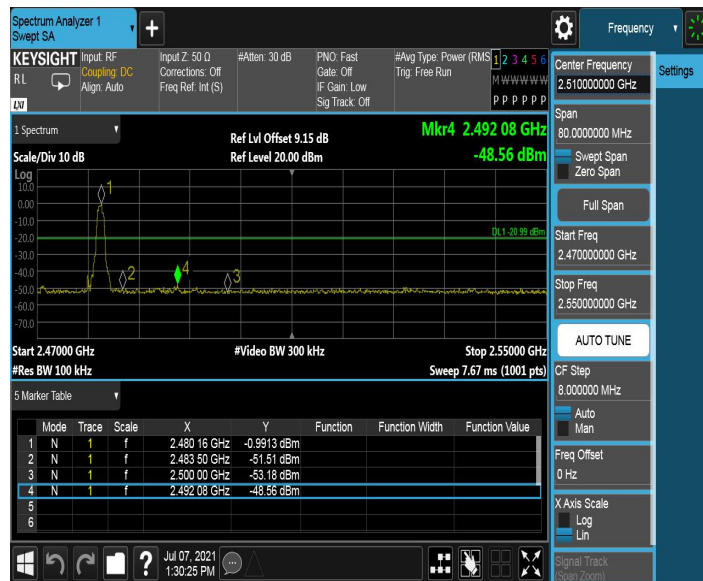 Spectrum Analyzer 1
Swept SA
+
Frequency
KEYSIGHT
RL
LXI
Input: RF
Coupling: DC
Align: Auto
Input Z: 50 Ω
Corrections: Off
Freq Ref: Int (S)
#Atten: 30 dB
PNO: Fast
Gate: Off
IF Gain: Low
Sig Track: Off
#Avg Type: Power (RMS
Trig: Free Run
1 2 3 4 5 6
M W W W W W
P P P P P P
1 Spectrum
Scale/Div 10 dB
Ref Lvl Offset 9.15 dB
Ref Level 20.00 dBm
Mkr4 2.492 08 GHz
-48.56 dBm
Log
10.0
0.00
-10.0
-20.0
-30.0
-40.0
-50.0
-60.0
-70.0
1
2
4
3
DL1 -20.99 dBm
Start 2.47000 GHz
#Video BW 300 kHz
Stop 2.55000 GHz
#Res BW 100 kHz
Sweep 7.67 ms (1001 pts)
5 Marker Table
Mode Trace Scale X Y Function Function Width Function Value
1 N 1 f 2.480 16 GHz -0.9913 dBm
2 N 1 f 2.483 50 GHz -51.51 dBm
3 N 1 f 2.500 00 GHz -53.18 dBm
4 N 1 f 2.492 08 GHz -48.56 dBm
5
6
?
Jul 07, 2021
1:30:25 PM
Center Frequency
2.510000000 GHz
Settings
Span
80.0000000 MHz
Swept Span
Zero Span
Full Span
Start Freq
2.470000000 GHz
Stop Freq
2.550000000 GHz
AUTO TUNE
CF Step
8.000000 MHz
Auto
Man
Freq Offset
0 Hz
X Axis Scale
Log
Lin
Signal Track
(Span Zoom)